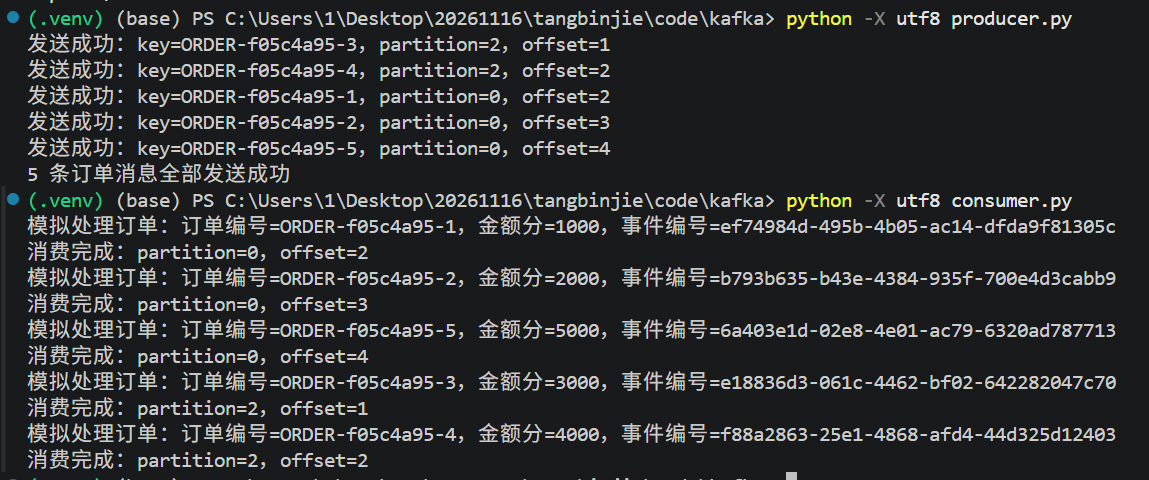 (.venv) (base) PS C:\Users\1\Desktop\20261116\tangbinjie\code\kafka> python -X utf8 producer.py
发送成功：key=ORDER-f05c4a95-3，partition=2，offset=1
发送成功：key=ORDER-f05c4a95-4，partition=2，offset=2
发送成功：key=ORDER-f05c4a95-1，partition=0，offset=2
发送成功：key=ORDER-f05c4a95-2，partition=0，offset=3
发送成功：key=ORDER-f05c4a95-5，partition=0，offset=4
5 条订单消息全部发送成功
(.venv) (base) PS C:\Users\1\Desktop\20261116\tangbinjie\code\kafka> python -X utf8 consumer.py
模拟处理订单：订单编号=ORDER-f05c4a95-1，金额分=1000，事件编号=ef74984d-495b-4b05-ac14-dfda9f81305c
消费完成：partition=0，offset=2
模拟处理订单：订单编号=ORDER-f05c4a95-2，金额分=2000，事件编号=b793b635-b43e-4384-935f-700e4d3cabb9
消费完成：partition=0，offset=3
模拟处理订单：订单编号=ORDER-f05c4a95-5，金额分=5000，事件编号=6a403e1d-02e8-4e01-ac79-6320ad787713
消费完成：partition=0，offset=4
模拟处理订单：订单编号=ORDER-f05c4a95-3，金额分=3000，事件编号=e18836d3-061c-4462-bf02-642282047c70
消费完成：partition=2，offset=1
模拟处理订单：订单编号=ORDER-f05c4a95-4，金额分=4000，事件编号=f88a2863-25e1-4868-afd4-44d325d12403
消费完成：partition=2，offset=2